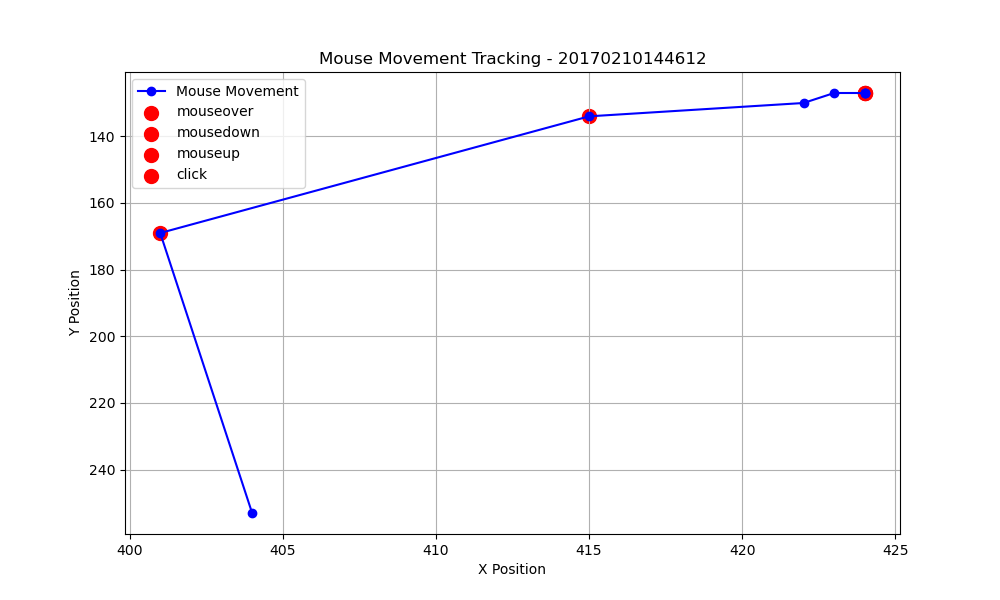 Mouse Movement Tracking - 20170210144612
Mouse Movement
mouseover
mousedown
mouseup
click
140
160
180
200
220
240
Y Position
400 405 410 415 420 425
X Position